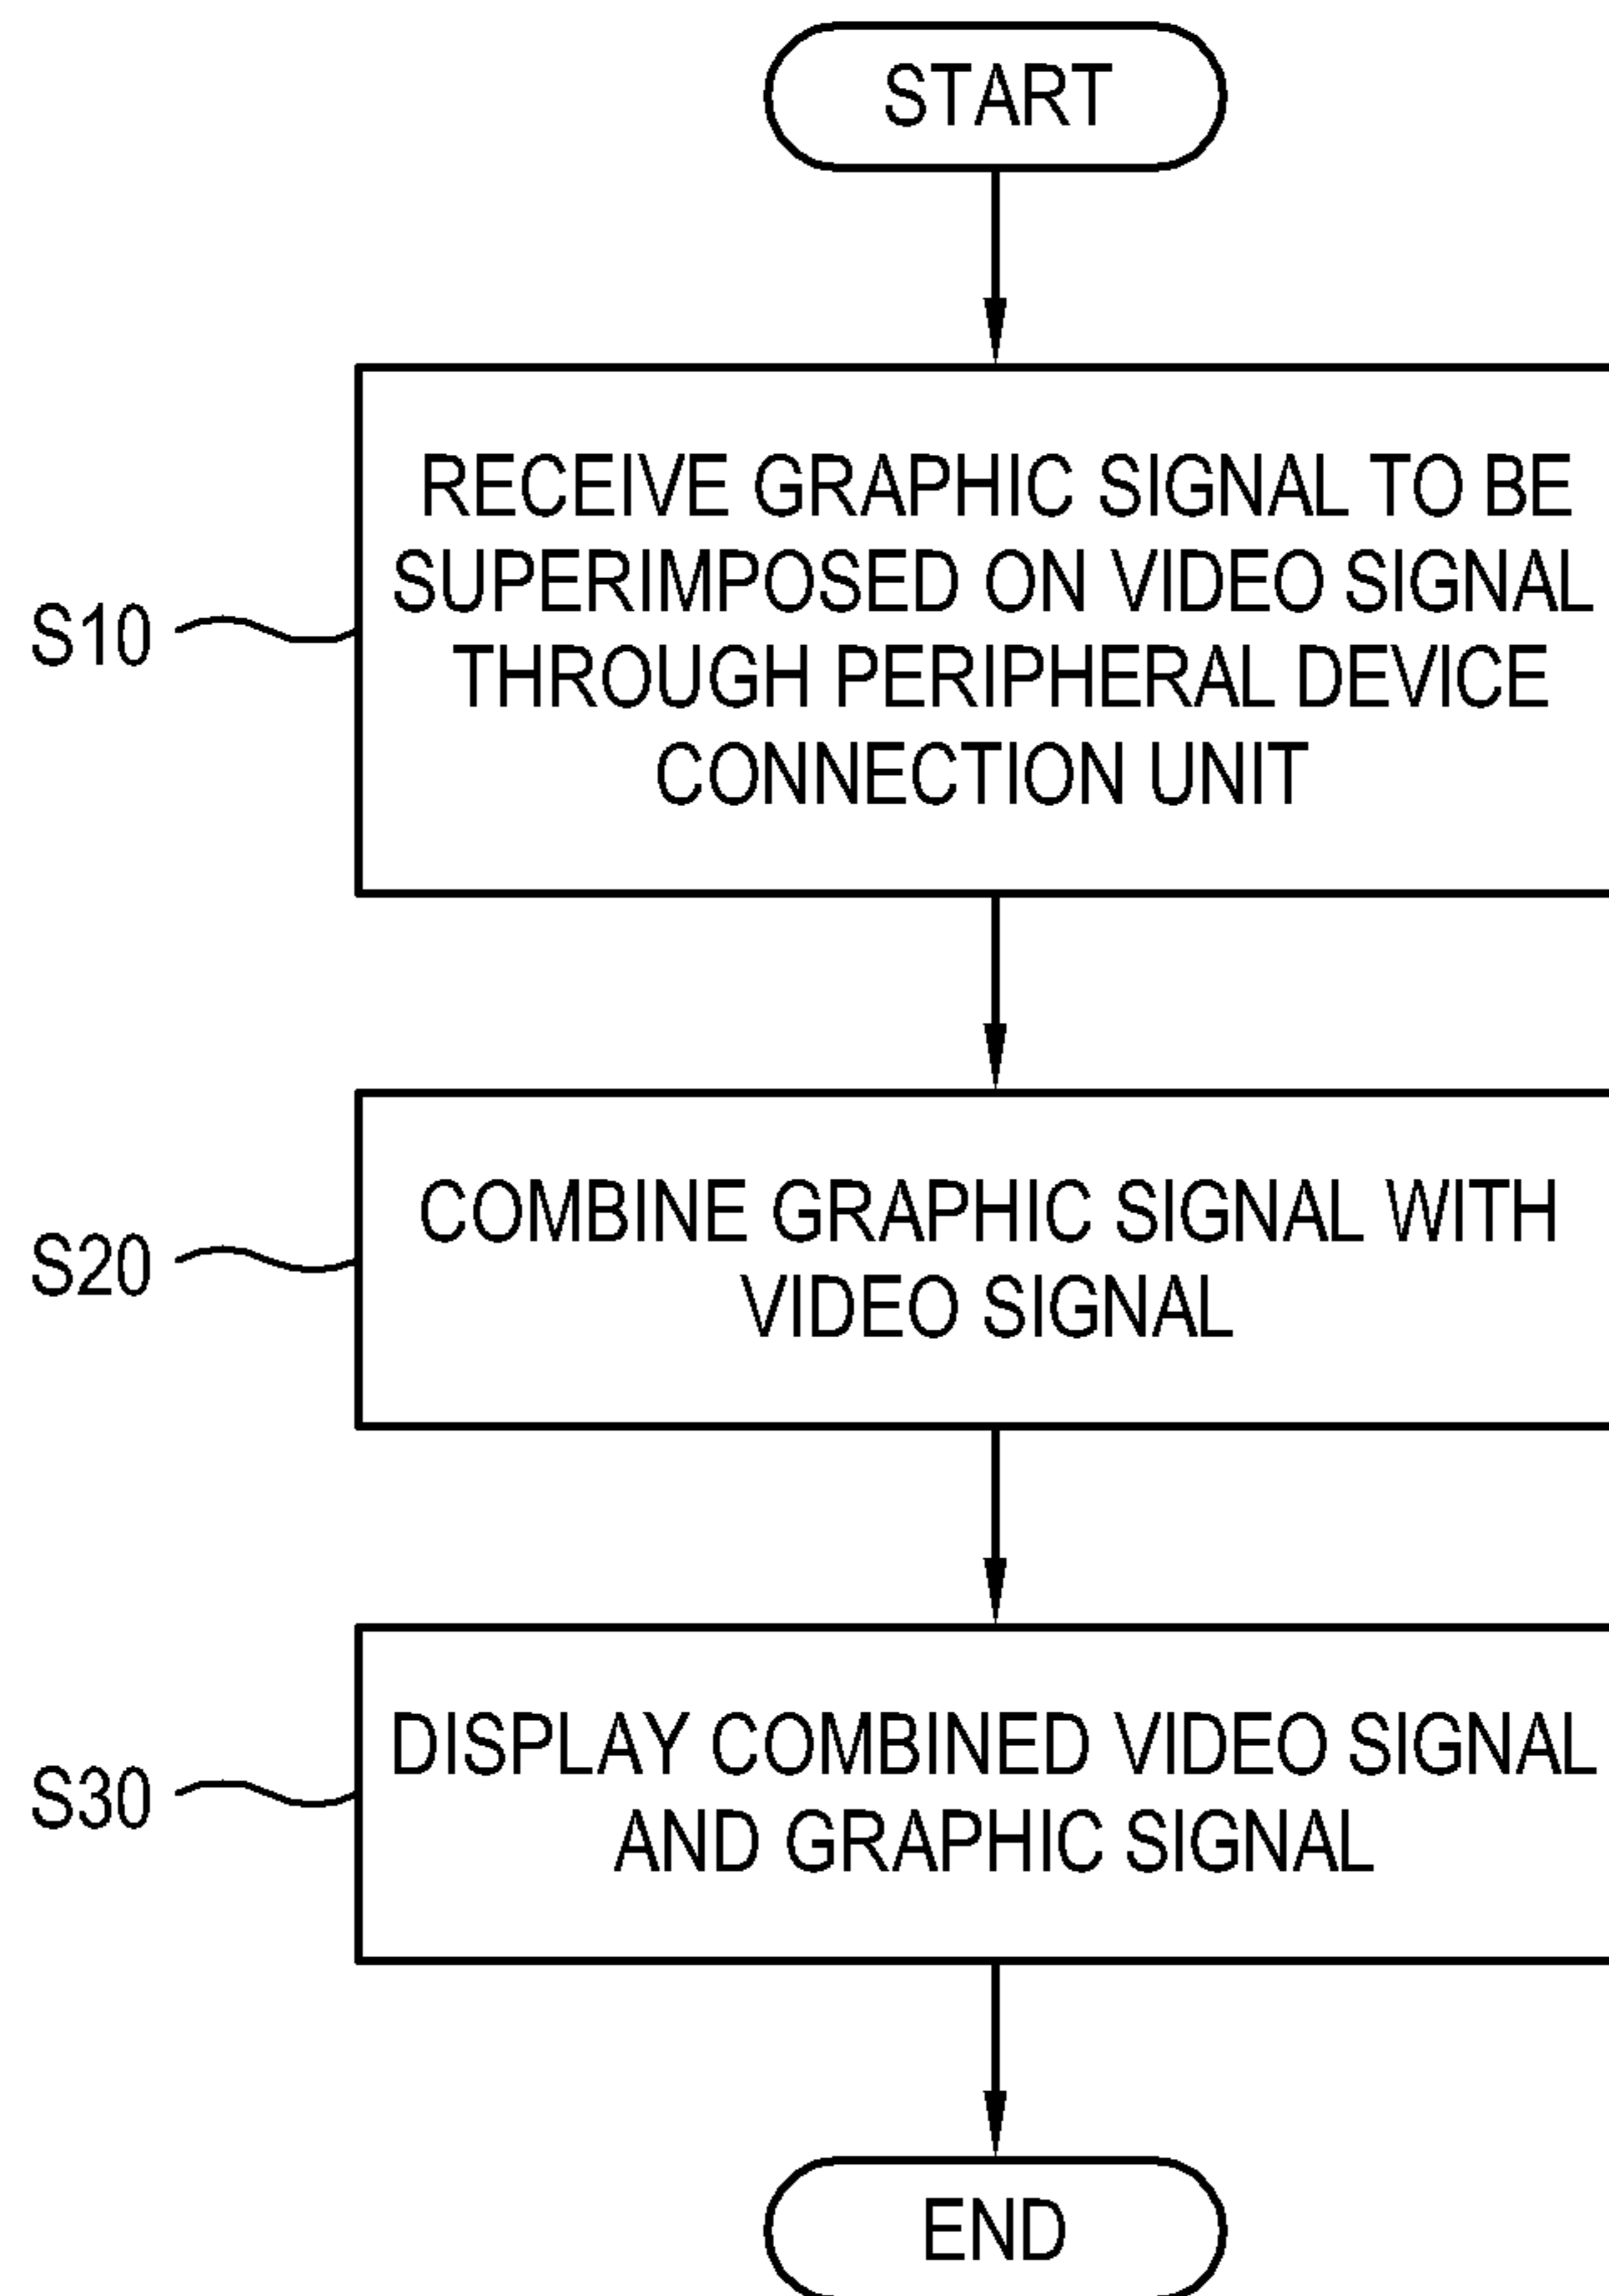 START
RECEIVE GRAPHIC SIGNAL TO BE
SUPERIMPOSED ON VIDEO SIGNAL
THROUGH PERIPHERAL DEVICE
CONNECTION UNIT
S10
COMBINE GRAPHIC SIGNAL WITH
VIDEO SIGNAL
S20
DISPLAY COMBINED VIDEO SIGNAL
AND GRAPHIC SIGNAL
S30
END